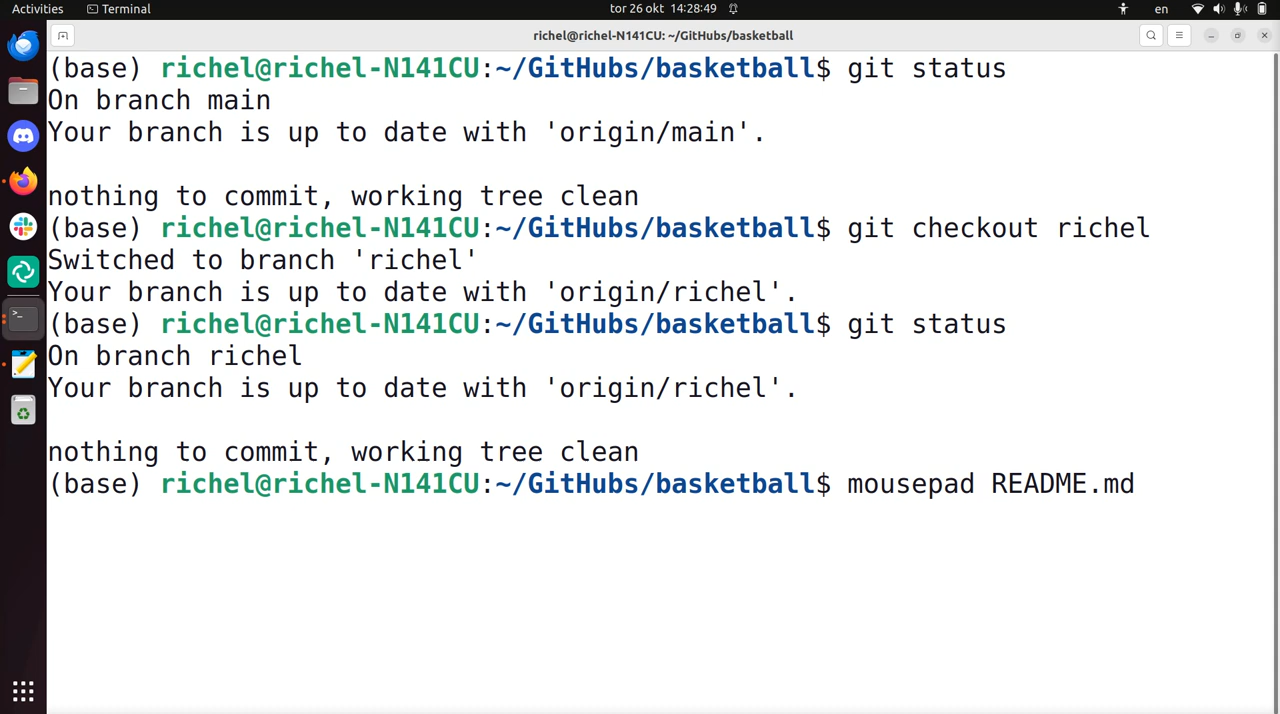 Activities Terminal tor 26 okt 14:28:49 en
richel@richel-N141CU: ~/GitHubs/basketball
(base) richel@richel-N141CU:~/GitHubs/basketball$ git status
On branch main
Your branch is up to date with 'origin/main'.
nothing to commit, working tree clean
(base) richel@richel-N141CU:~/GitHubs/basketball$ git checkout richel
Switched to branch 'richel'
Your branch is up to date with 'origin/richel'.
(base) richel@richel-N141CU:~/GitHubs/basketball$ git status
On branch richel
Your branch is up to date with 'origin/richel'.
nothing to commit, working tree clean
(base) richel@richel-N141CU:~/GitHubs/basketball$ mousepad README.md